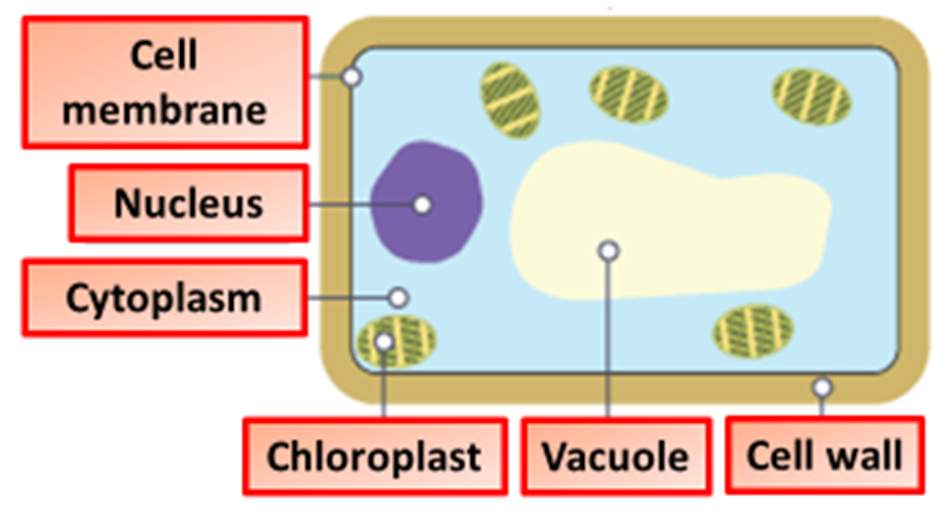 Cell
membrane
Nucleus
Cytoplasm
Chloroplast
Vacuole
Cell wall